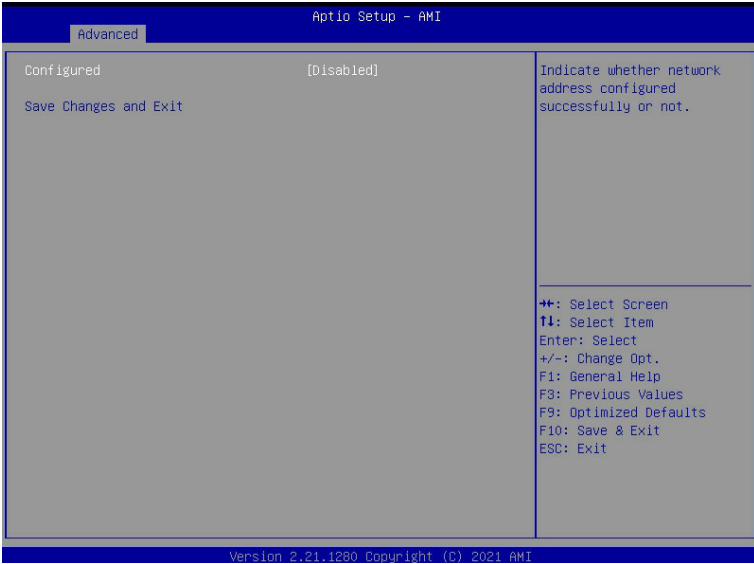 Aptio Setup – AMI
Advanced
Configured [Disabled]
Save Changes and Exit
Indicate whether network
address configured
successfully or not.
→←: Select Screen
↑↓: Select Item
Enter: Select
+/-: Change Opt.
F1: General Help
F3: Previous Values
F9: Optimized Defaults
F10: Save & Exit
ESC: Exit
Version 2.21.1280 Copyright (C) 2021 AMI